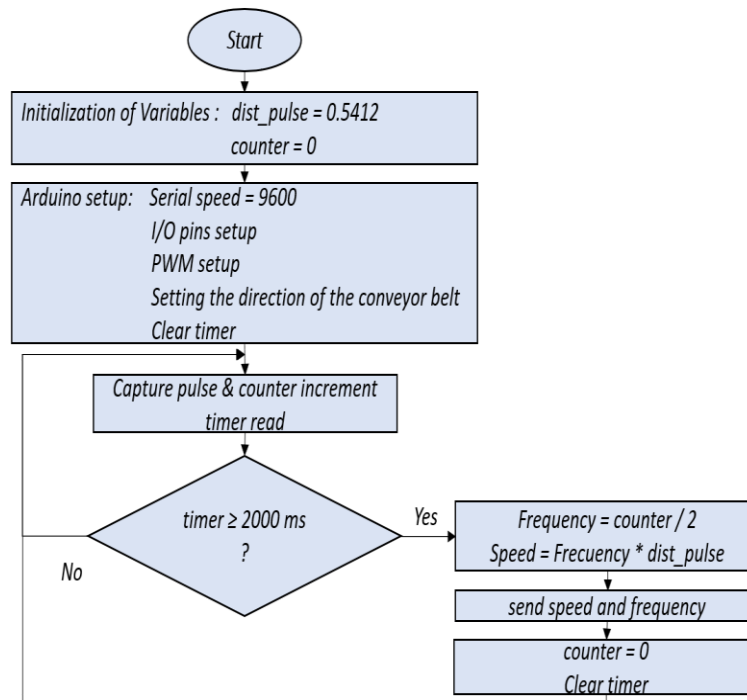 Start
Initialization of Variables : dist_pulse = 0.5412
counter = 0
Arduino setup: Serial speed = 9600
I/O pins setup
PWM setup
Setting the direction of the conveyor belt
Clear timer
Capture pulse & counter increment
timer read
timer ≥ 2000 ms
?
Yes
No
Frequency = counter / 2
Speed = Frecuency * dist_pulse
send speed and frequency
counter = 0
Clear timer